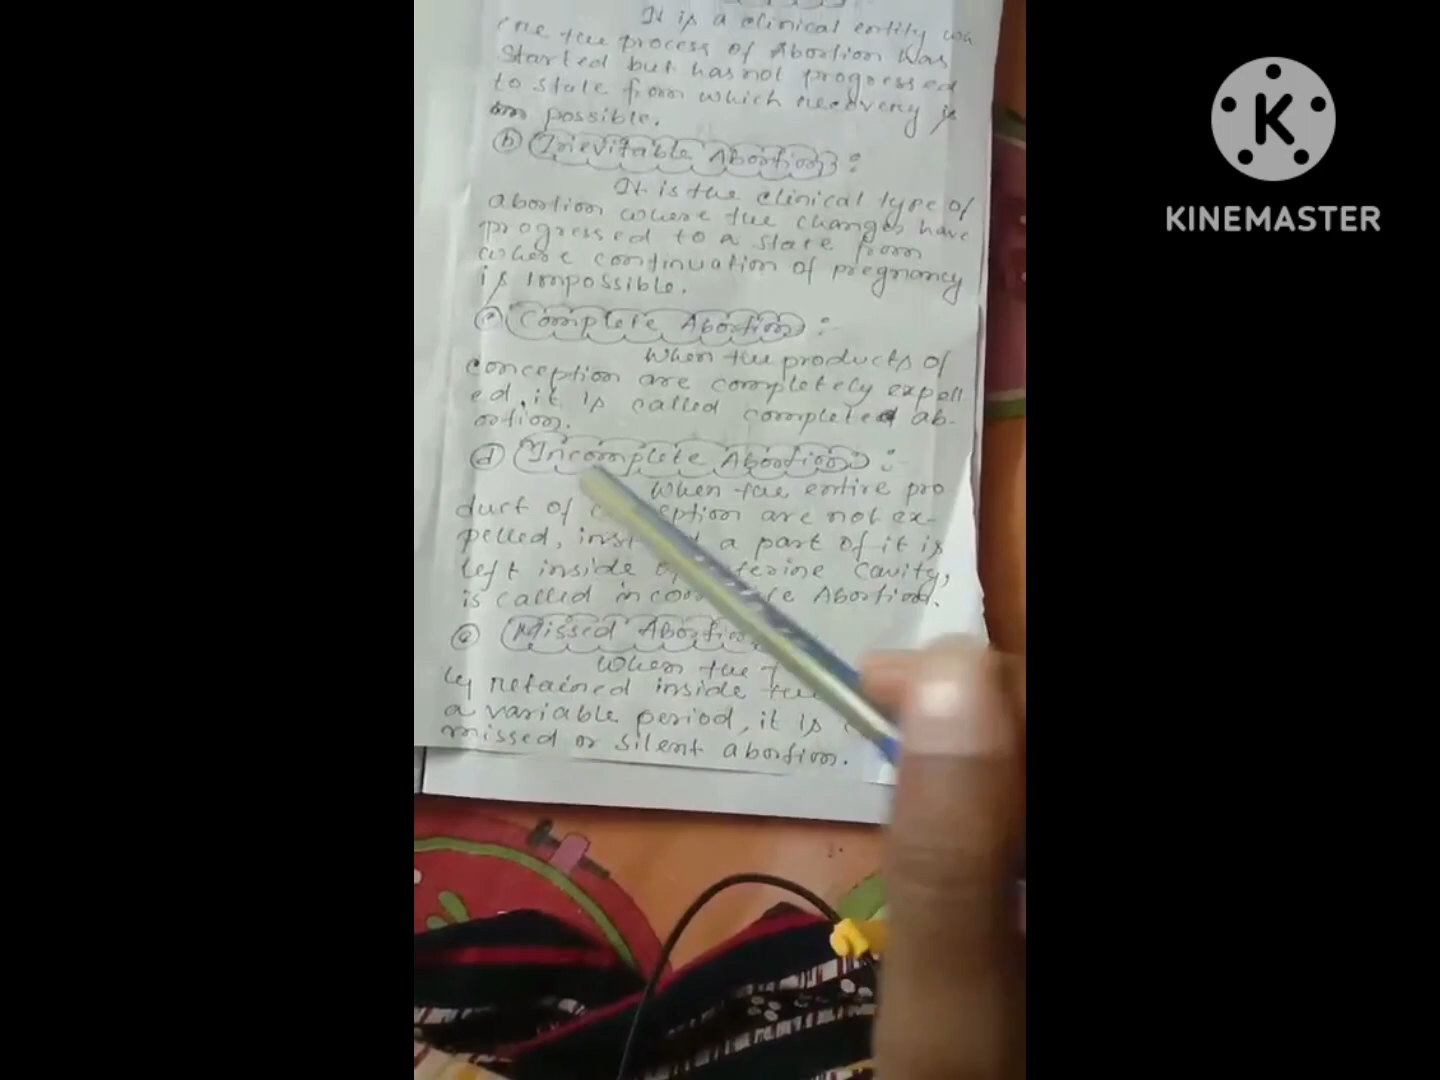 It is a clinical entity wh
ere the process of Abortion has
started but has not progressed
to state from which recovery is
possible.
(b) Inevitable Abortion :
It is the clinical type of
abortion where the changes have
progressed to a state from
where continuation of pregnancy
is impossible.
(c) Complete Abortion :-
When the products of
conception are completely expell
ed, it is called completed ab-
ortion.
(d) Incomplete Abortion :-
When the entire pro
duct of are not ex-
pelled, a part of it is
left inside cavity,
is called Abortion.
(e) Missed Abortion
When the
ly retained inside the
a variable period, it is
missed or silent abortion.
K
KINEMASTER